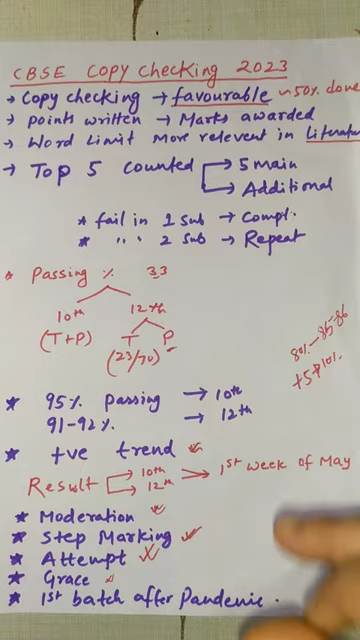 CBSE Copy Checking 2023
→ Copy checking → favourable ~ 50% done
→ Points written → Marks awarded
→ Word Limit More relevent in Literature
→ Top 5 counted → 5 main
→ Additional
* fail in 1 Sub → Compl.
* " " 2 Sub → Repeat
* Passing % 33
10th 12th
(T+P) T P
(23/70)
80% – 85-86
+5% 10%
* 95% passing → 10th
91-92% → 12th
* +ve trend
Result → 10th → 12th → 1st week of May
* Moderation
* Step Marking ✓
* Attempt ✓
* Grace
* 1st batch after Pandemic.